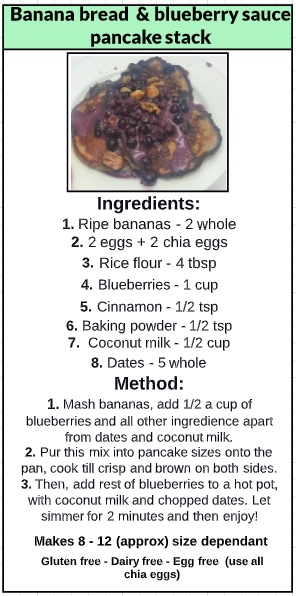 Banana bread & blueberry sauce
pancake stack
Ingredients:
1. Ripe bananas - 2 whole
2. 2 eggs + 2 chia eggs
3. Rice flour - 4 tbsp
4. Blueberries - 1 cup
5. Cinnamon - 1/2 tsp
6. Baking powder - 1/2 tsp
7. Coconut milk - 1/2 cup
8. Dates - 5 whole
Method:
1. Mash bananas, add 1/2 a cup of
blueberries and all other ingredience apart
from dates and coconut milk.
2. Pur this mix into pancake sizes onto the
pan, cook till crisp and brown on both sides.
3. Then, add rest of blueberries to a hot pot,
with coconut milk and chopped dates. Let
simmer for 2 minutes and then enjoy!
Makes 8 - 12 (approx) size dependant
Gluten free - Dairy free - Egg free (use all
chia eggs)